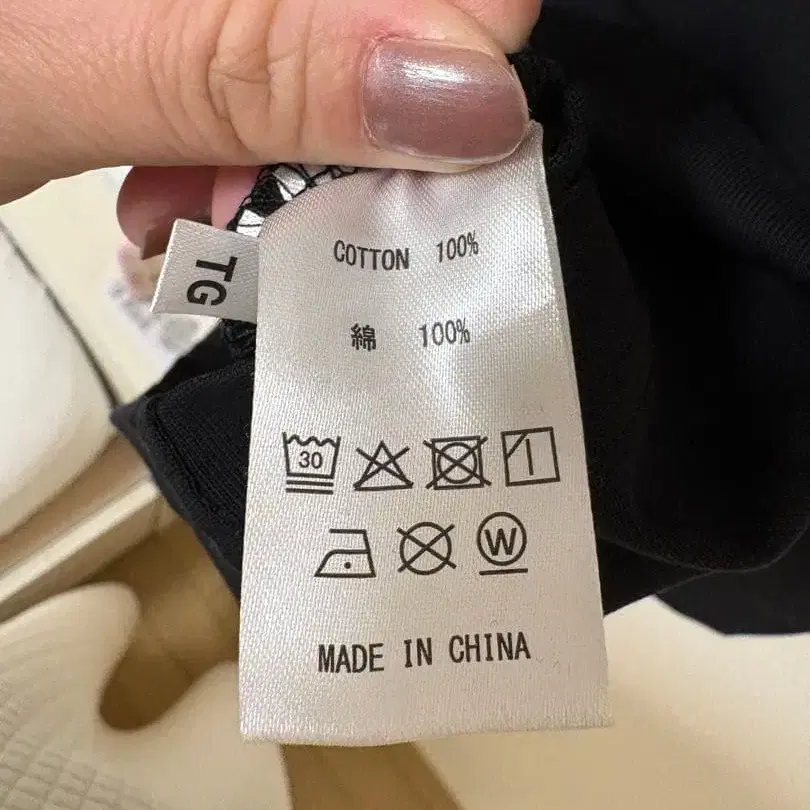 TG
COTTON 100%
綿 100%
30
W
MADE IN CHINA